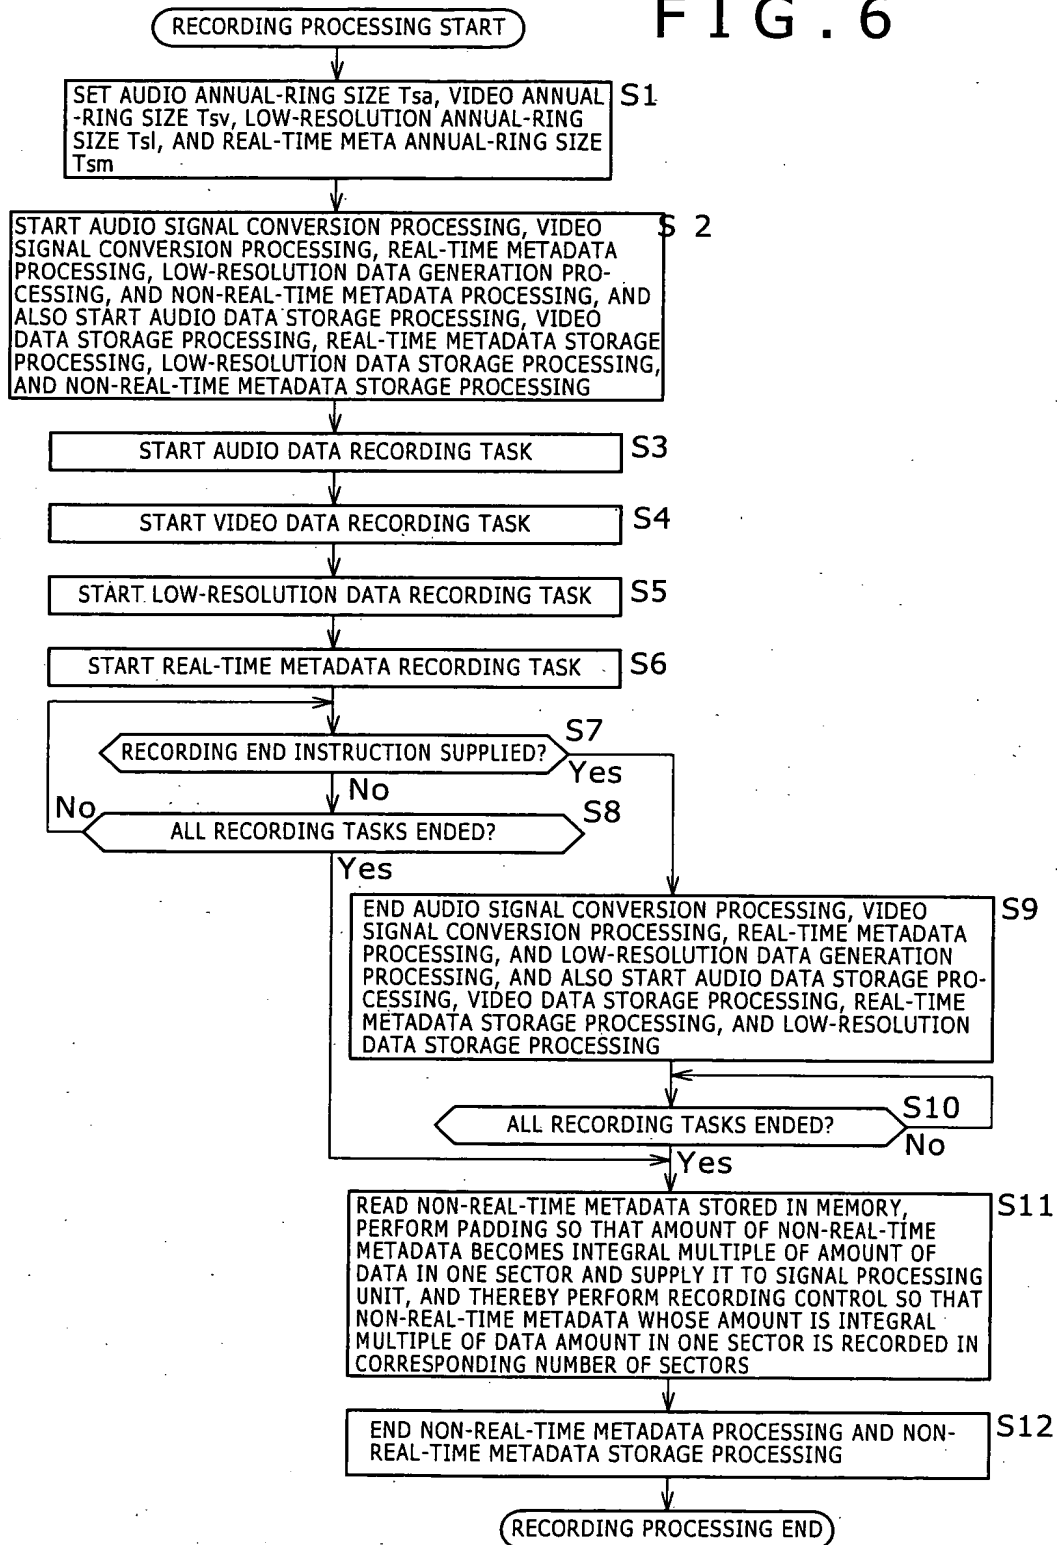 FIG.6
RECORDING PROCESSING START
S1
SET AUDIO ANNUAL-RING SIZE Tsa, VIDEO ANNUAL
-RING SIZE Tsv, LOW-RESOLUTION ANNUAL-RING
SIZE Tsl, AND REAL-TIME META ANNUAL-RING SIZE
Tsm
S 2
START AUDIO SIGNAL CONVERSION PROCESSING, VIDEO
SIGNAL CONVERSION PROCESSING, REAL-TIME METADATA
PROCESSING, LOW-RESOLUTION DATA GENERATION PRO-
CESSING, AND NON-REAL-TIME METADATA PROCESSING, AND
ALSO START AUDIO DATA STORAGE PROCESSING, VIDEO
DATA STORAGE PROCESSING, REAL-TIME METADATA STORAGE
PROCESSING, LOW-RESOLUTION DATA STORAGE PROCESSING,
AND NON-REAL-TIME METADATA STORAGE PROCESSING
START AUDIO DATA RECORDING TASK
S3
START VIDEO DATA RECORDING TASK
S4
START LOW-RESOLUTION DATA RECORDING TASK
S5
START REAL-TIME METADATA RECORDING TASK
S6
S7
RECORDING END INSTRUCTION SUPPLIED?
Yes
No
No
S8
ALL RECORDING TASKS ENDED?
Yes
S9
END AUDIO SIGNAL CONVERSION PROCESSING, VIDEO
SIGNAL CONVERSION PROCESSING, REAL-TIME METADATA
PROCESSING, AND LOW-RESOLUTION DATA GENERATION
PROCESSING, AND ALSO START AUDIO DATA STORAGE PRO-
CESSING, VIDEO DATA STORAGE PROCESSING, REAL-TIME
METADATA STORAGE PROCESSING, AND LOW-RESOLUTION
DATA STORAGE PROCESSING
S10
ALL RECORDING TASKS ENDED?
No
Yes
S11
READ NON-REAL-TIME METADATA STORED IN MEMORY,
PERFORM PADDING SO THAT AMOUNT OF NON-REAL-TIME
METADATA BECOMES INTEGRAL MULTIPLE OF AMOUNT OF
DATA IN ONE SECTOR AND SUPPLY IT TO SIGNAL PROCESSING
UNIT, AND THEREBY PERFORM RECORDING CONTROL SO THAT
NON-REAL-TIME METADATA WHOSE AMOUNT IS INTEGRAL
MULTIPLE OF DATA AMOUNT IN ONE SECTOR IS RECORDED IN
CORRESPONDING NUMBER OF SECTORS
S12
END NON-REAL-TIME METADATA PROCESSING AND NON-
REAL-TIME METADATA STORAGE PROCESSING
RECORDING PROCESSING END